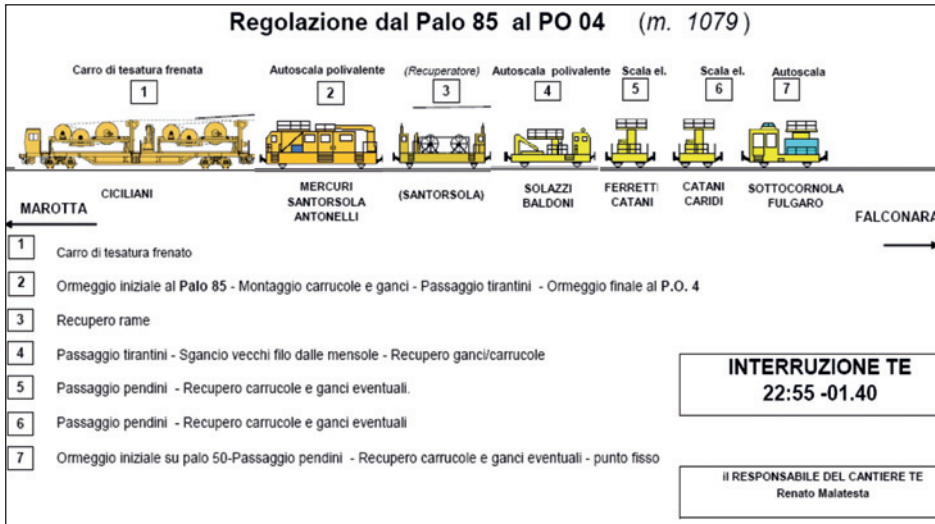 Regolazione dal Palo 85 al PO 04 (m. 1079)
Carro di tesatura frenata
Autoscala polivalente
(Recuperatore)
Autoscala polivalente
Scala el.
Scala el.
Autoscala
1
2
3
4
5
6
7
CICILIANI
MERCURI
SANTORSOLA
ANTONELLI
(SANTORSOLA)
SOLAZZI
BALDONI
FERRETTI
CATANI
CATANI
CARIDI
SOTTOCORNOLA
FULGARO
MAROTTA
FALCONARA
1 Carro di tesatura frenato
2 Ormeggio iniziale al Palo 85 - Montaggio carrucole e ganci - Passaggio tirantini - Ormeggio finale al P.O. 4
3 Recupero rame
4 Passaggio tirantini - Sgancio vecchi filo dalle mensole - Recupero ganci/carrucole
5 Passaggio pendini - Recupero carrucole e ganci eventuali.
6 Passaggio pendini - Recupero carrucole e ganci eventuali
7 Ormeggio iniziale su palo 50-Passaggio pendini - Recupero carrucole e ganci eventuali - punto fisso
INTERRUZIONE TE
22:55 -01.40
il RESPONSABILE DEL CANTIERE TE
Renato Malatesta